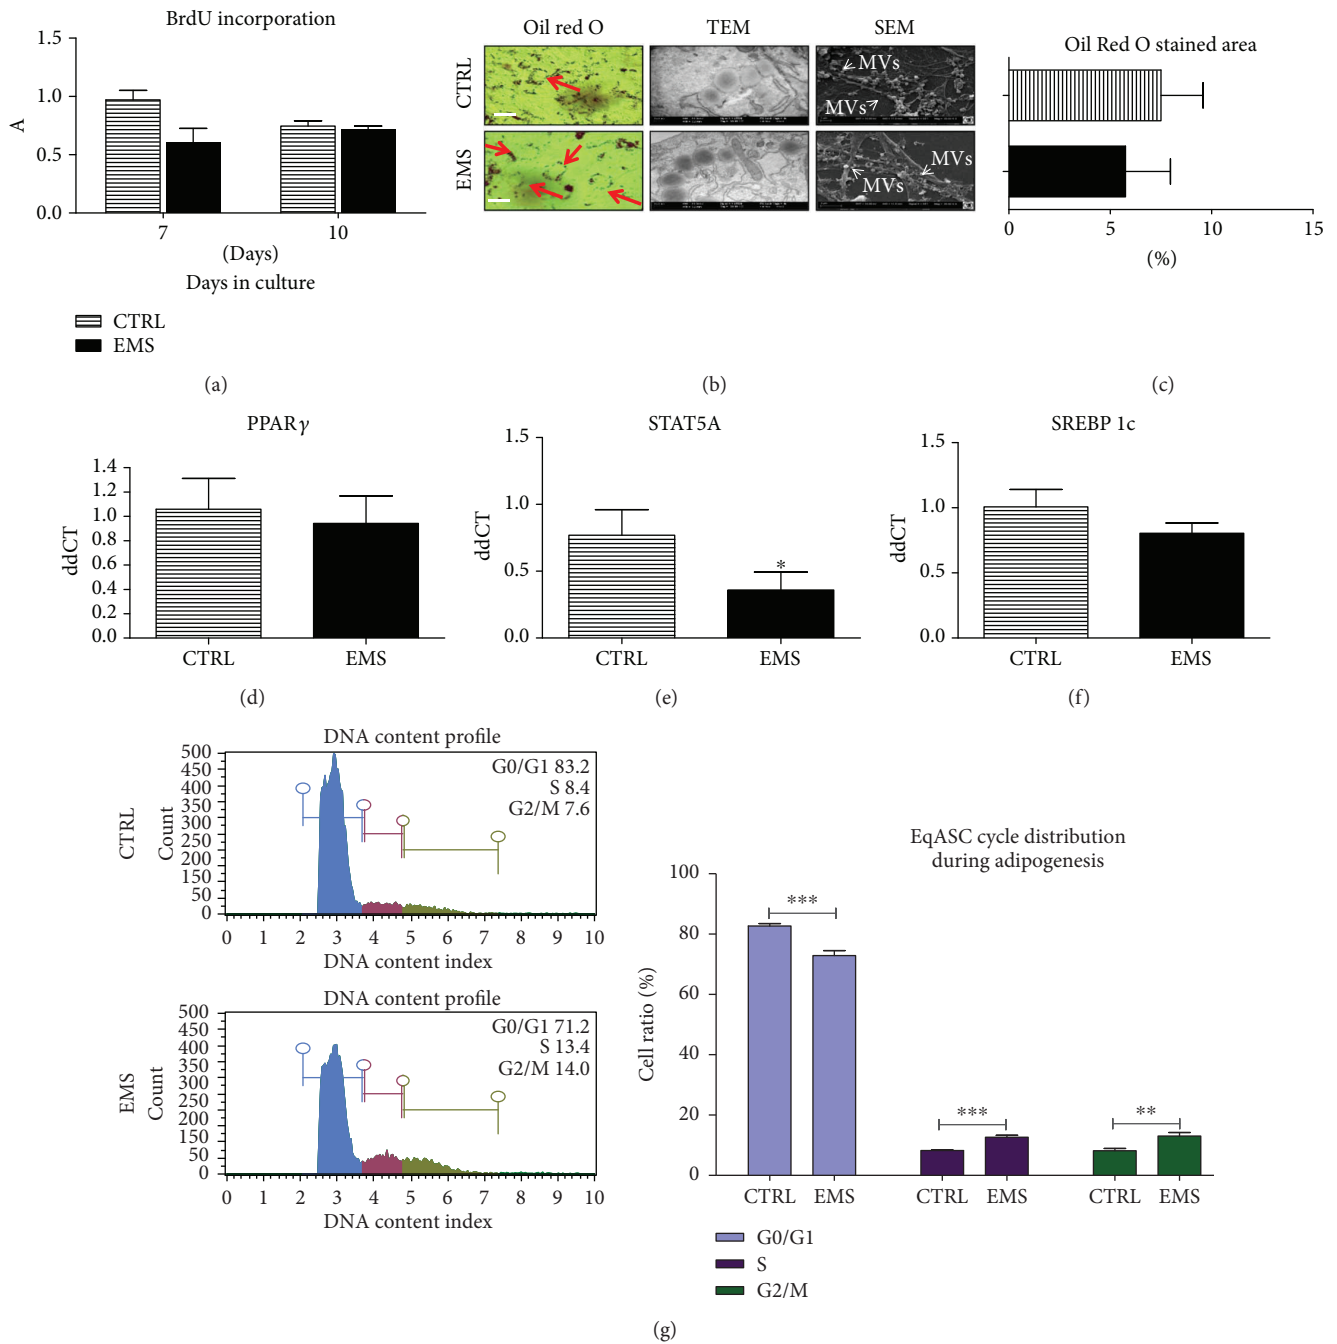 BrdU incorporation
1.5
1.0
0.5
0.0
A
7
10
(Days)
Days in culture
CTRL
EMS
(a)
Oil red O
TEM
SEM
CTRL
EMS
MVs
MVs
MVs
MVs
(b)
Oil Red O stained area
0
5
10
15
(%)
(c)
PPARγ
1.4
1.2
1.0
0.8
0.6
0.4
0.2
0.0
ddCT
CTRL
EMS
(d)
STAT5A
1.5
1.0
0.5
0.0
ddCT
*
CTRL
EMS
(e)
SREBP 1c
1.5
1.0
0.5
0.0
ddCT
CTRL
EMS
(f)
DNA content profile
CTRL
Count
500
450
400
350
300
250
200
150
100
50
0
G0/G1 83.2
S 8.4
G2/M 7.6
0 1 2 3 4 5 6 7 8 9 10
DNA content index
DNA content profile
EMS
Count
500
450
400
350
300
250
200
150
100
50
0
G0/G1 71.2
S 13.4
G2/M 14.0
0 1 2 3 4 5 6 7 8 9 10
DNA content index
EqASC cycle distribution
during adipogenesis
100
80
60
40
20
0
Cell ratio (%)
***
***
**
CTRL
EMS
CTRL
EMS
CTRL
EMS
G0/G1
S
G2/M
(g)